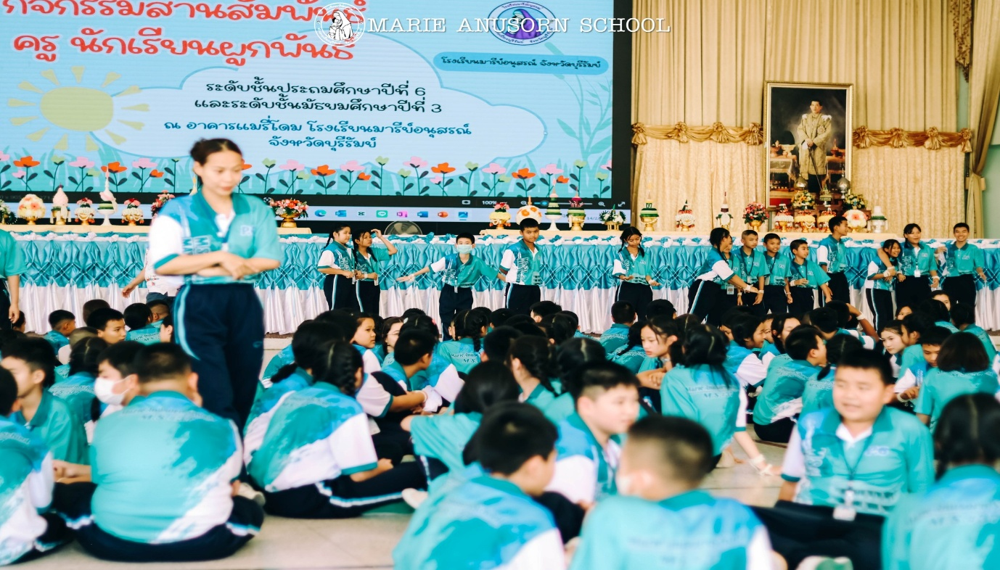 กิจกรรมสานสัมพันธ์
ครู นักเรียนผูกพันธ์
MARIE ANUSORN SCHOOL
โรงเรียนมารีย์อนุสรณ์ จังหวัดบุรีรัมย์
ระดับชั้นประถมศึกษาปีที่ 6
และระดับชั้นมัธยมศึกษาปีที่ 3
ณ อาคารแมรี่โดม โรงเรียนมารีย์อนุสรณ์
จังหวัดบุรีรัมย์
100%